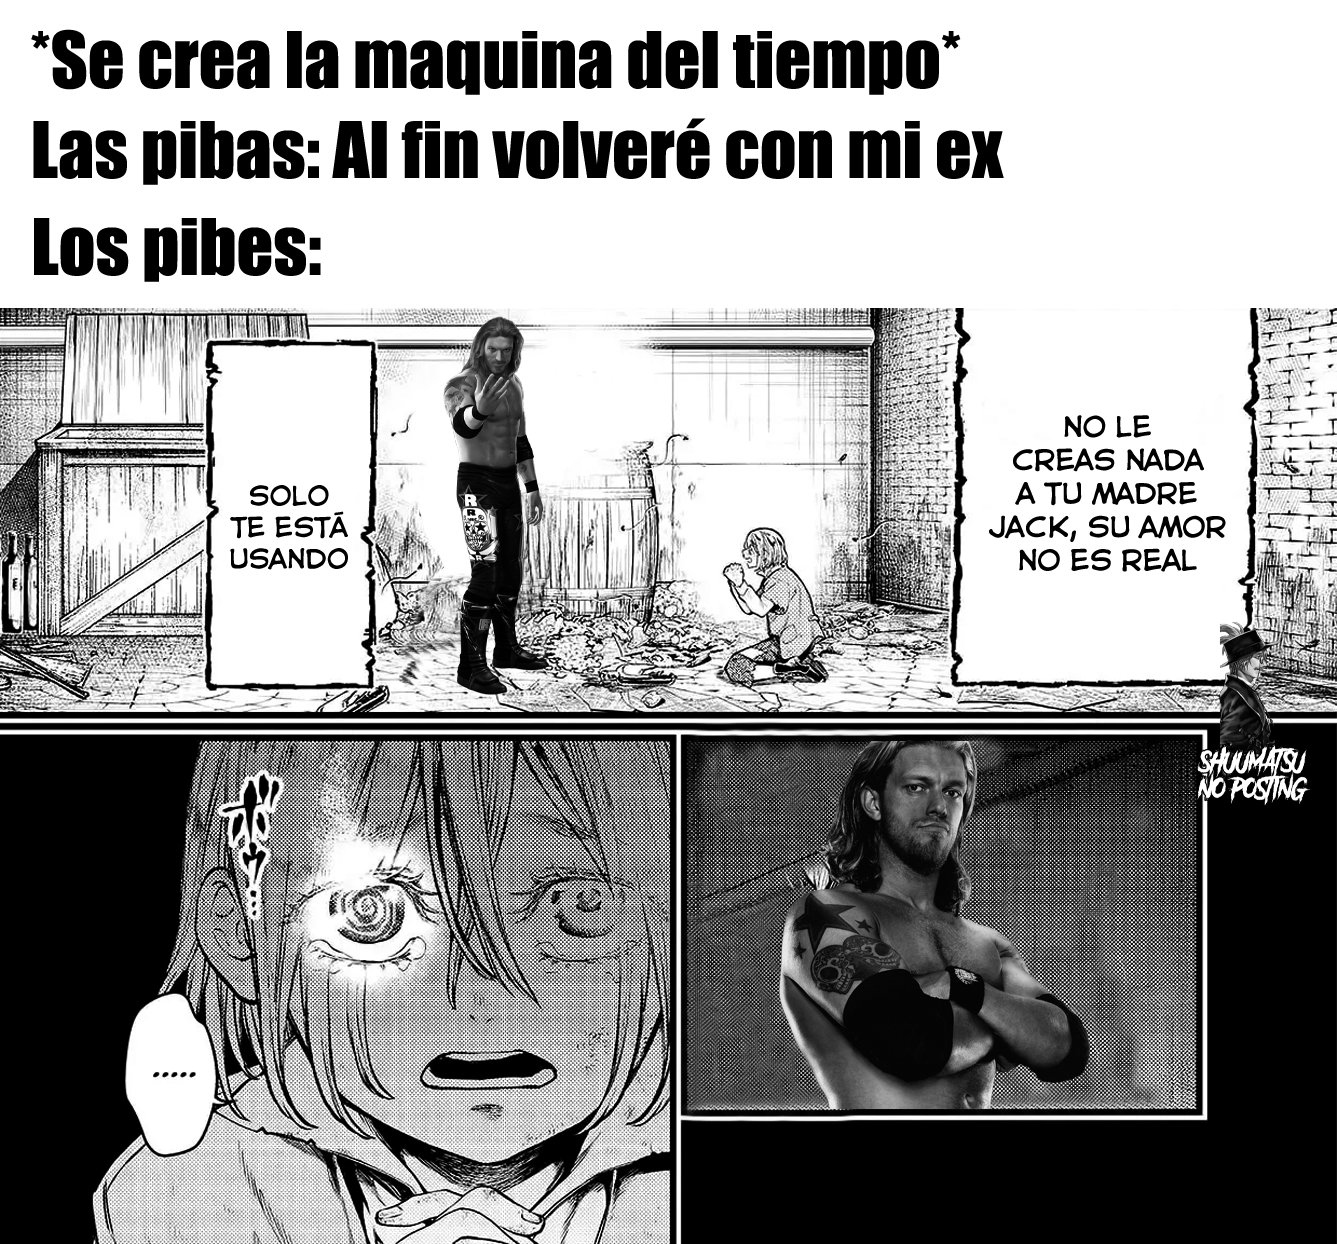 *Se crea la maquina del tiempo*
Las pibas: Al fin volveré con mi ex
Los pibes:
SOLO
TE ESTÁ
USANDO
NO LE
CREAS NADA
A TU MADRE
JACK, SU AMOR
NO ES REAL
SHUUMATSU
NO POSTING
.....